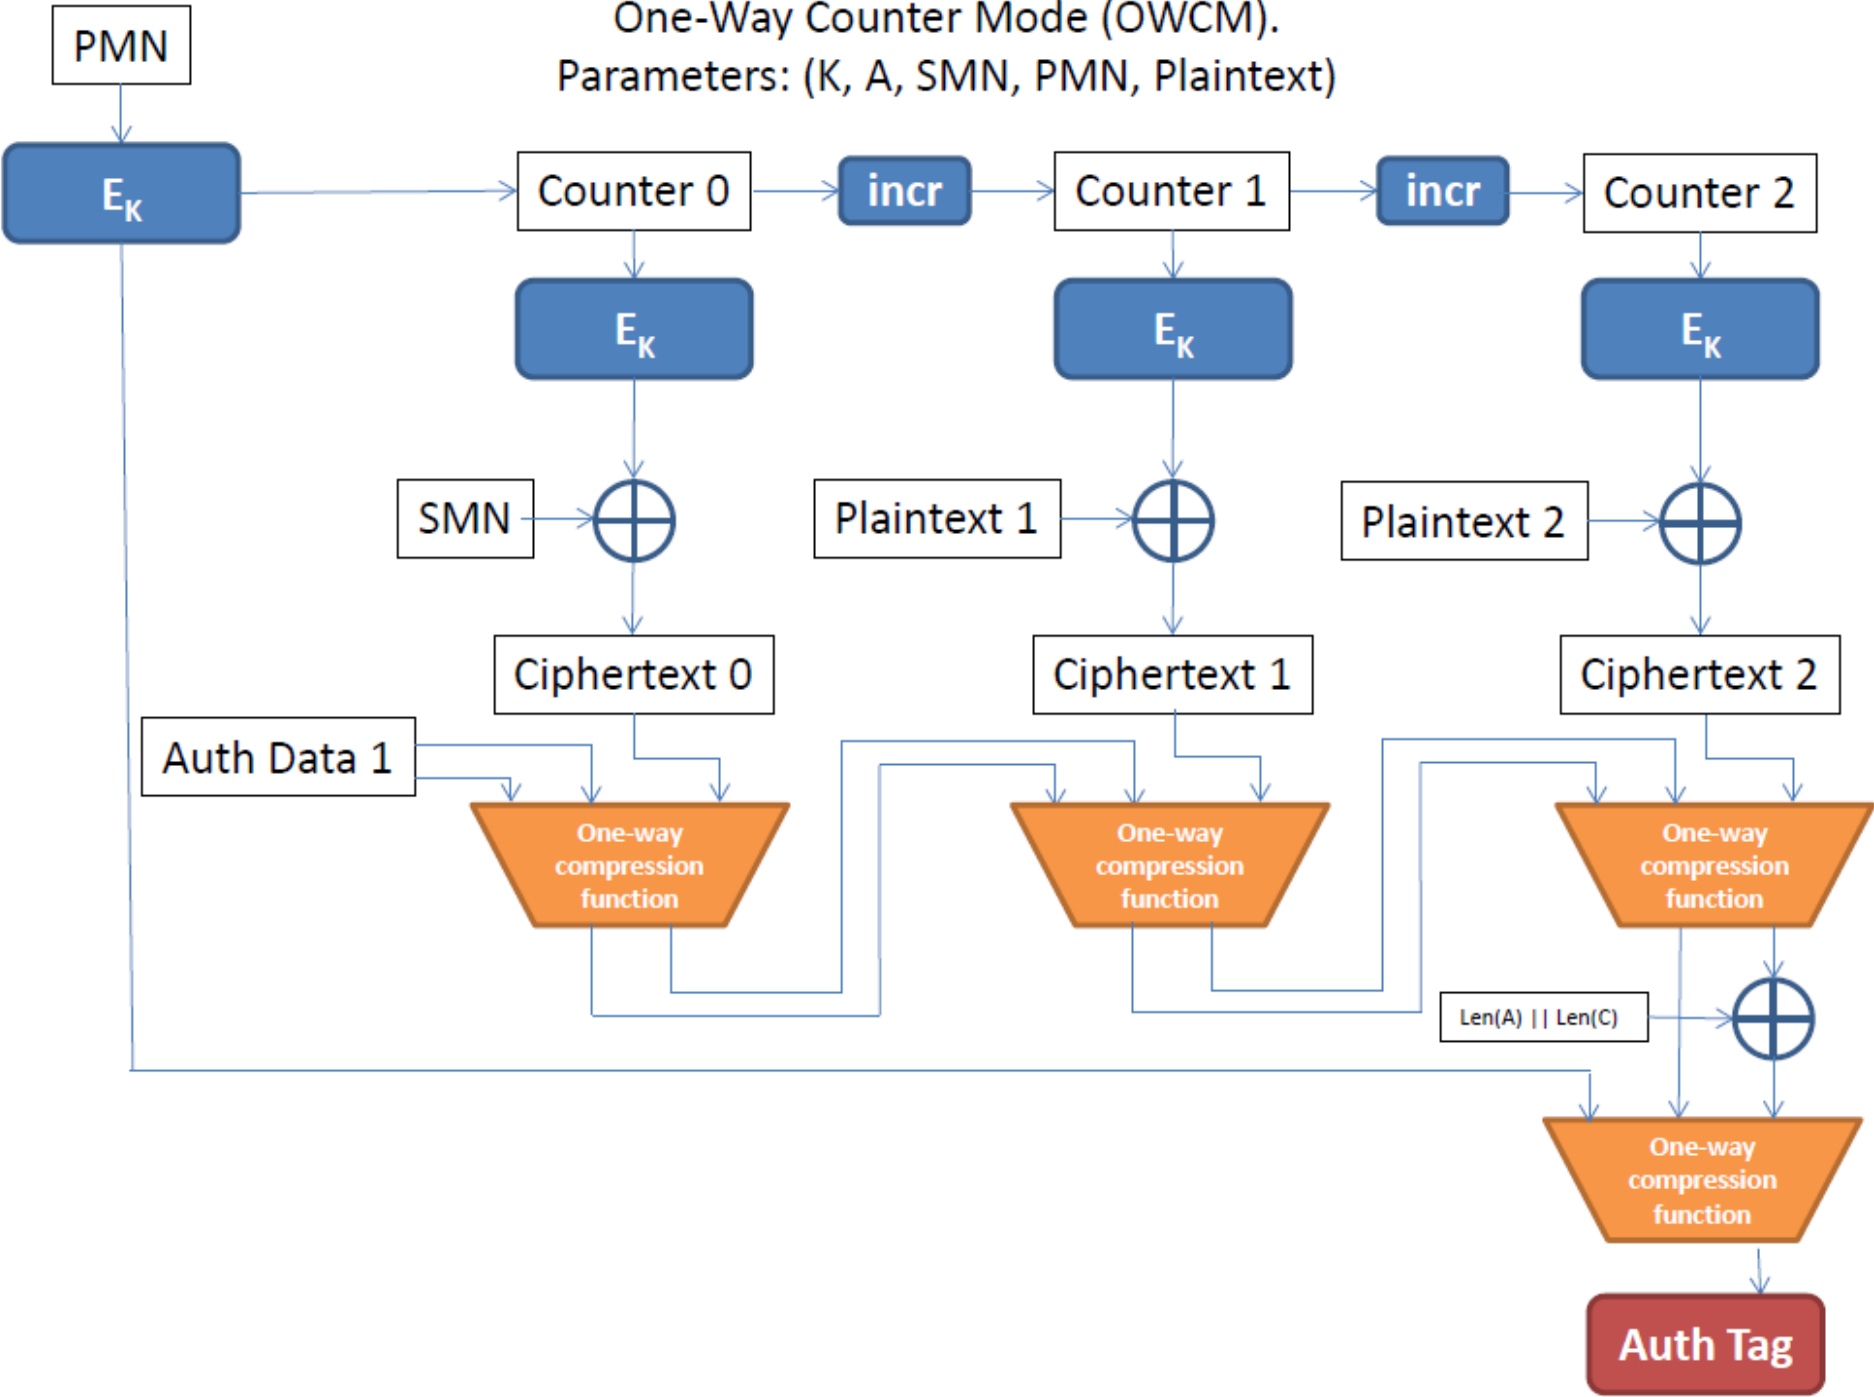 One-Way Counter Mode (OWCM).
Parameters: (K, A, SMN, PMN, Plaintext)
PMN
EK
Counter 0
incr
Counter 1
incr
Counter 2
EK
EK
EK
SMN
Plaintext 1
Plaintext 2
Ciphertext 0
Ciphertext 1
Ciphertext 2
Auth Data 1
One-way
compression
function
One-way
compression
function
One-way
compression
function
Len(A) || Len(C)
One-way
compression
function
Auth Tag